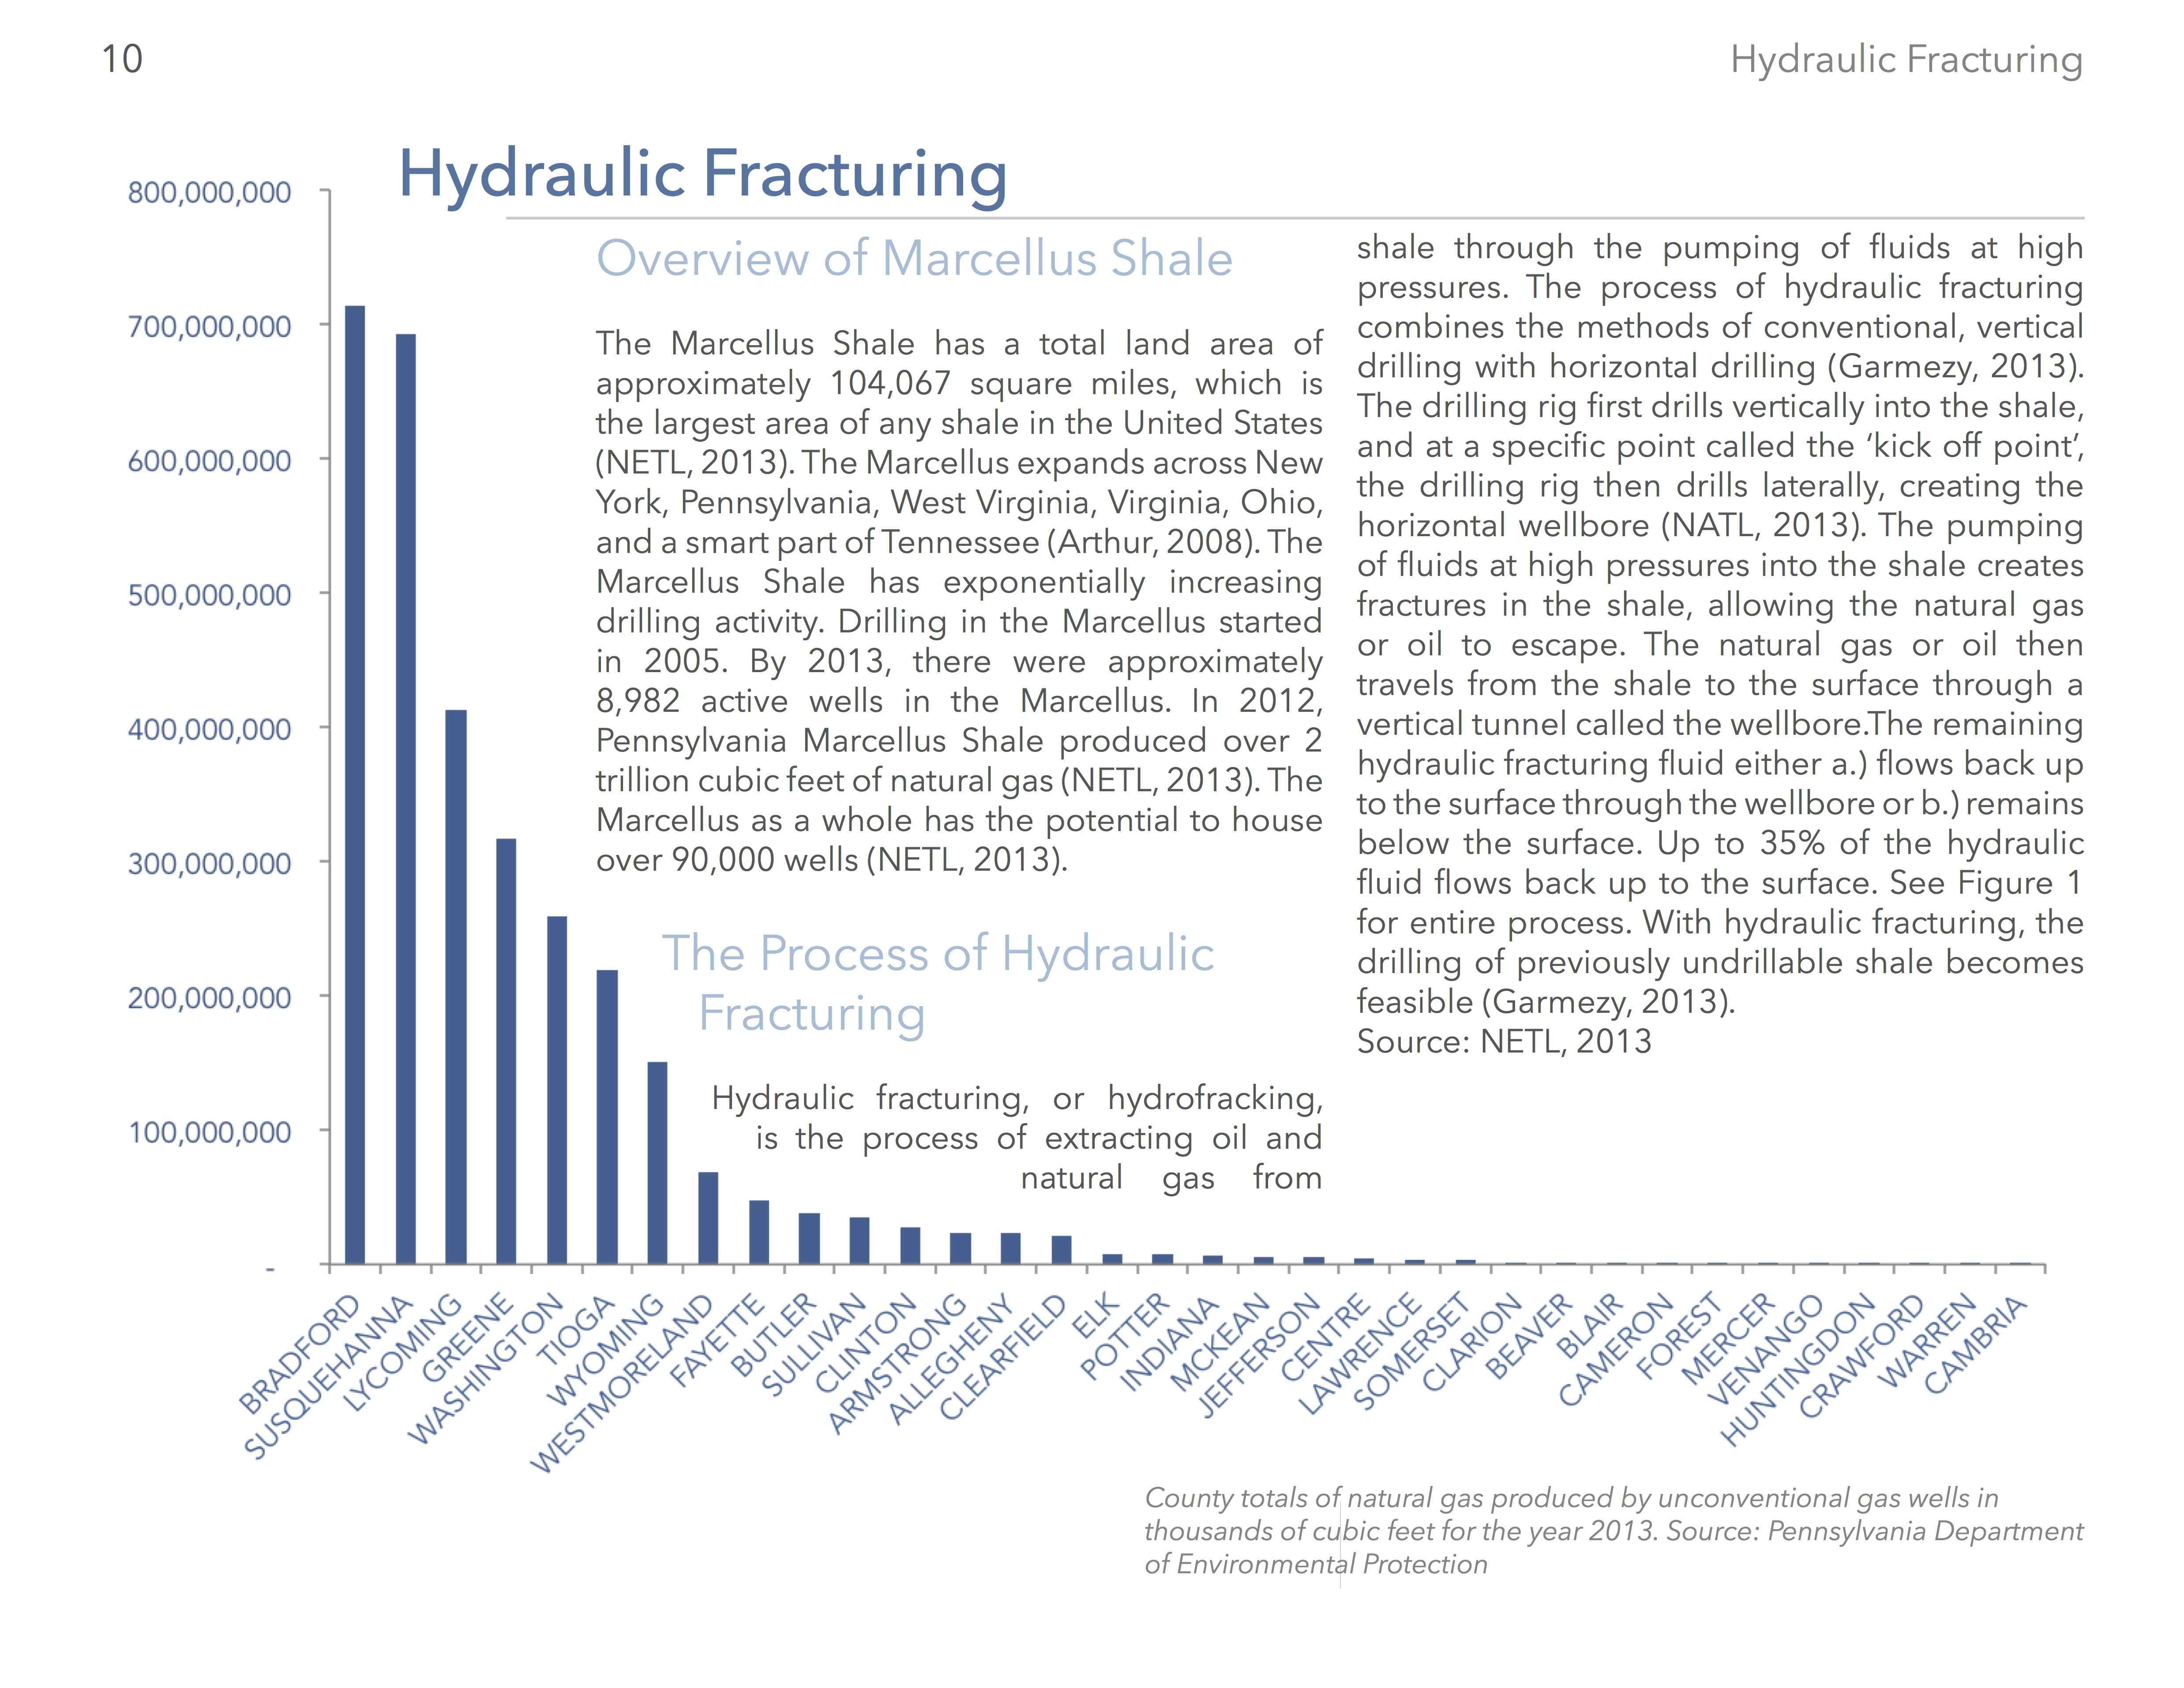 10
Hydraulic Fracturing
Hydraulic Fracturing
800,000,000
700,000,000
600,000,000
500,000,000
400,000,000
300,000,000
200,000,000
100,000,000
-
Overview of Marcellus Shale
The Marcellus Shale has a total land area of
approximately 104,067 square miles, which is
the largest area of any shale in the United States
(NETL, 2013). The Marcellus expands across New
York, Pennsylvania, West Virginia, Virginia, Ohio,
and a smart part of Tennessee (Arthur, 2008). The
Marcellus Shale has exponentially increasing
drilling activity. Drilling in the Marcellus started
in 2005. By 2013, there were approximately
8,982 active wells in the Marcellus. In 2012,
Pennsylvania Marcellus Shale produced over 2
trillion cubic feet of natural gas (NETL, 2013). The
Marcellus as a whole has the potential to house
over 90,000 wells (NETL, 2013).
The Process of Hydraulic
Fracturing
Hydraulic fracturing, or hydrofracking,
is the process of extracting oil and
natural gas from
shale through the pumping of fluids at high
pressures. The process of hydraulic fracturing
combines the methods of conventional, vertical
drilling with horizontal drilling (Garmezy, 2013).
The drilling rig first drills vertically into the shale,
and at a specific point called the ‘kick off point’,
the drilling rig then drills laterally, creating the
horizontal wellbore (NATL, 2013). The pumping
of fluids at high pressures into the shale creates
fractures in the shale, allowing the natural gas
or oil to escape. The natural gas or oil then
travels from the shale to the surface through a
vertical tunnel called the wellbore.The remaining
hydraulic fracturing fluid either a.) flows back up
to the surface through the wellbore or b.) remains
below the surface. Up to 35% of the hydraulic
fluid flows back up to the surface. See Figure 1
for entire process. With hydraulic fracturing, the
drilling of previously undrillable shale becomes
feasible (Garmezy, 2013).
Source: NETL, 2013
BRADFORD
SUSQUEHANNA
LYCOMING
GREENE
WASHINGTON
TIOGA
WYOMING
WESTMORELAND
FAYETTE
BUTLER
SULLIVAN
CLINTON
ARMSTRONG
ALLEGHENY
CLEARFIELD
ELK
POTTER
INDIANA
MCKEAN
JEFFERSON
CENTRE
LAWRENCE
SOMERSET
CLARION
BEAVER
BLAIR
CAMERON
FOREST
MERCER
VENANGO
HUNTINGDON
CRAWFORD
WARREN
CAMBRIA
County totals of natural gas produced by unconventional gas wells in
thousands of cubic feet for the year 2013. Source: Pennsylvania Department
of Environmental Protection